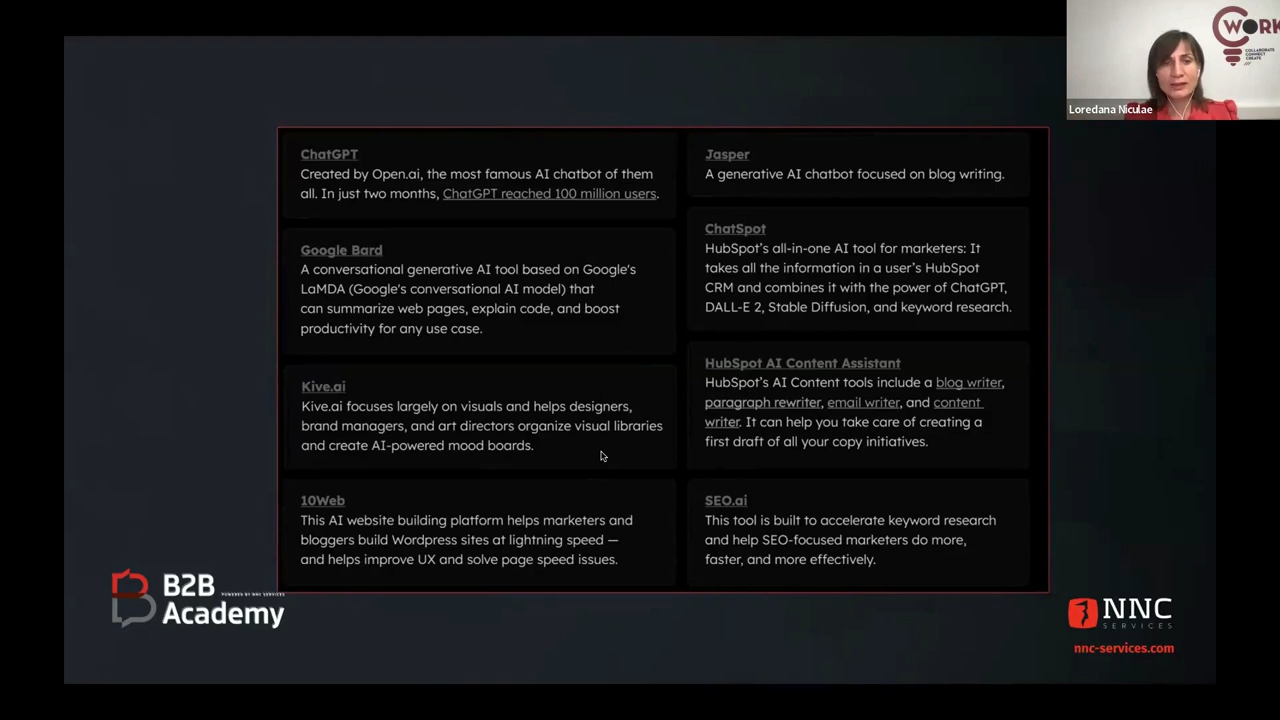 WORK
COLLABORATE
CONNECT
CREATE
Loredana Niculae
ChatGPT
Created by Open.ai, the most famous AI chatbot of them
all. In just two months, ChatGPT reached 100 million users.
Google Bard
A conversational generative AI tool based on Google's
LaMDA (Google's conversational AI model) that
can summarize web pages, explain code, and boost
productivity for any use case.
Kive.ai
Kive.ai focuses largely on visuals and helps designers,
brand managers, and art directors organize visual libraries
and create AI-powered mood boards.
10Web
This AI website building platform helps marketers and
bloggers build Wordpress sites at lightning speed —
and helps improve UX and solve page speed issues.
Jasper
A generative AI chatbot focused on blog writing.
ChatSpot
HubSpot’s all-in-one AI tool for marketers: It
takes all the information in a user’s HubSpot
CRM and combines it with the power of ChatGPT,
DALL-E 2, Stable Diffusion, and keyword research.
HubSpot AI Content Assistant
HubSpot’s AI Content tools include a blog writer,
paragraph rewriter, email writer, and content
writer. It can help you take care of creating a
first draft of all your copy initiatives.
SEO.ai
This tool is built to accelerate keyword research
and help SEO-focused marketers do more,
faster, and more effectively.
B2B
POWERED BY NNC SERVICES
Academy
NNC
SERVICES
nnc-services.com